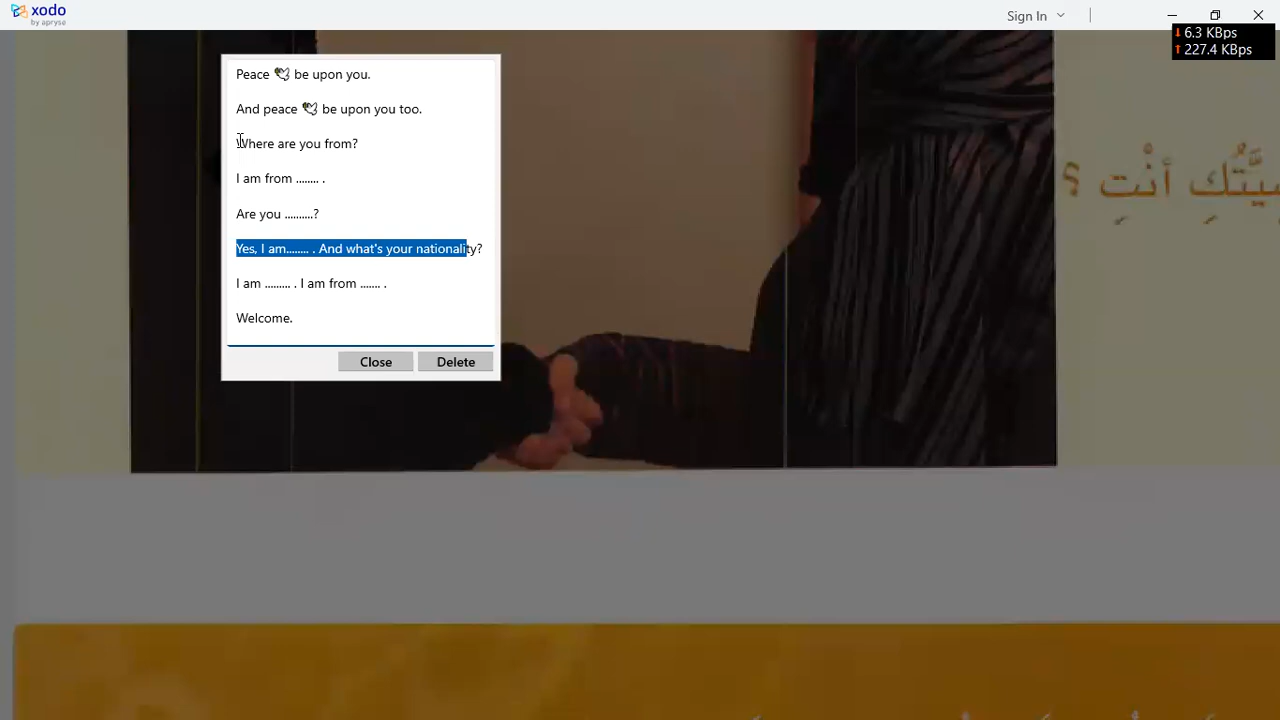 xodo
by apryse
Sign In
6.3 KBps
227.4 KBps
Peace 🕊 be upon you.
And peace 🕊 be upon you too.
Where are you from?
I am from ........ .
Are you ..........?
Yes, I am........ . And what's your nationality?
I am ......... . I am from ....... .
Welcome.
Close
Delete
أنْتِ ؟